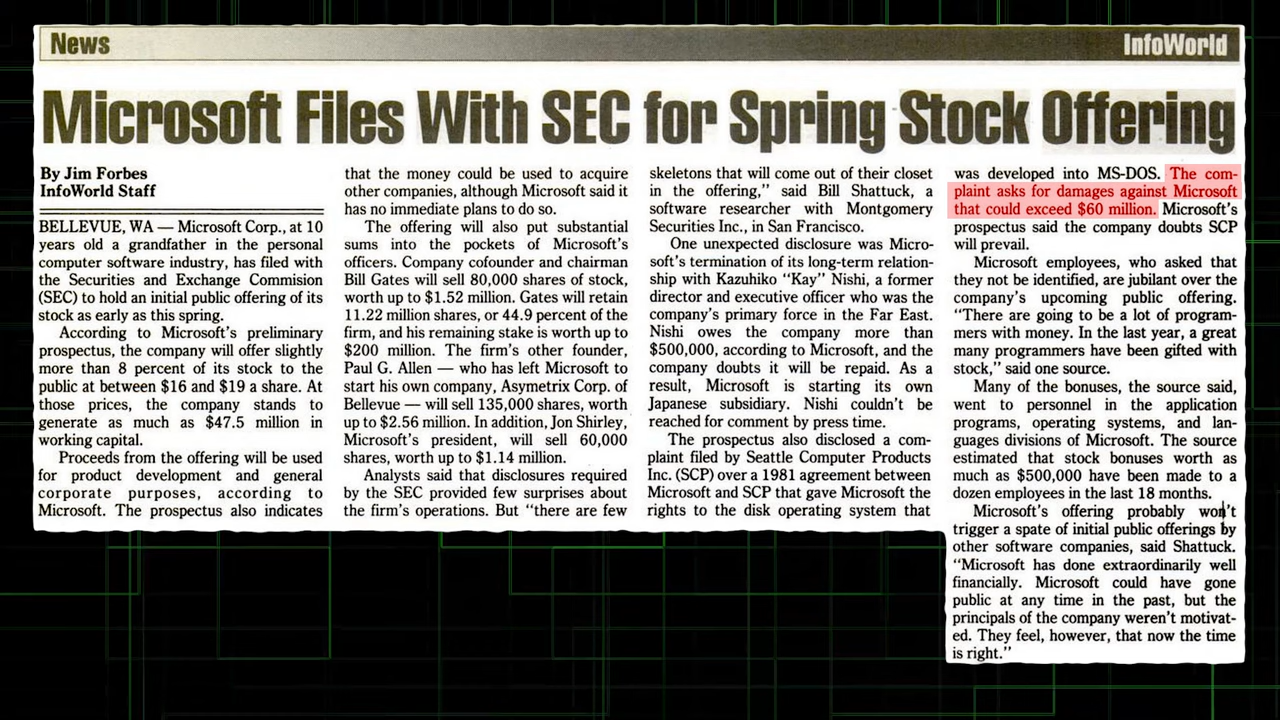 News
InfoWorld
Microsoft Files With SEC for Spring Stock Offering
By Jim Forbes
InfoWorld Staff
BELLEVUE, WA — Microsoft Corp., at 10
years old a grandfather in the personal
computer software industry, has filed with
the Securities and Exchange Commision
(SEC) to hold an initial public offering of its
stock as early as this spring.
According to Microsoft's preliminary
prospectus, the company will offer slightly
more than 8 percent of its stock to the
public at between $16 and $19 a share. At
those prices, the company stands to
generate as much as $47.5 million in
working capital.
Proceeds from the offering will be used
for product development and general
corporate purposes, according to
Microsoft. The prospectus also indicates
that the money could be used to acquire
other companies, although Microsoft said it
has no immediate plans to do so.
The offering will also put substantial
sums into the pockets of Microsoft's
officers. Company cofounder and chairman
Bill Gates will sell 80,000 shares of stock,
worth up to $1.52 million. Gates will retain
11.22 million shares, or 44.9 percent of the
firm, and his remaining stake is worth up to
$200 million. The firm's other founder,
Paul G. Allen — who has left Microsoft to
start his own company, Asymetrix Corp. of
Bellevue — will sell 135,000 shares, worth
up to $2.56 million. In addition, Jon Shirley,
Microsoft's president, will sell 60,000
shares, worth up to $1.14 million.
Analysts said that disclosures required
by the SEC provided few surprises about
the firm's operations. But “there are few
skeletons that will come out of their closet
in the offering,” said Bill Shattuck, a
software researcher with Montgomery
Securities Inc., in San Francisco.
One unexpected disclosure was Micro-
soft's termination of its long-term relation-
ship with Kazuhiko “Kay” Nishi, a former
director and executive officer who was the
company's primary force in the Far East.
Nishi owes the company more than
$500,000, according to Microsoft, and the
company doubts it will be repaid. As a
result, Microsoft is starting its own
Japanese subsidiary. Nishi couldn't be
reached for comment by press time.
The prospectus also disclosed a com-
plaint filed by Seattle Computer Products
Inc. (SCP) over a 1981 agreement between
Microsoft and SCP that gave Microsoft the
rights to the disk operating system that
was developed into MS-DOS. The com-
plaint asks for damages against Microsoft
that could exceed $60 million. Microsoft's
prospectus said the company doubts SCP
will prevail.
Microsoft employees, who asked that
they not be identified, are jubilant over the
company's upcoming public offering.
“There are going to be a lot of program-
mers with money. In the last year, a great
many programmers have been gifted with
stock,” said one source.
Many of the bonuses, the source said,
went to personnel in the application
programs, operating systems, and lan-
guages divisions of Microsoft. The source
estimated that stock bonuses worth as
much as $500,000 have been made to a
dozen employees in the last 18 months.
Microsoft's offering probably won't
trigger a spate of initial public offerings by
other software companies, said Shattuck.
“Microsoft has done extraordinarily well
financially. Microsoft could have gone
public at any time in the past, but the
principals of the company weren't motivat-
ed. They feel, however, that now the time
is right.”